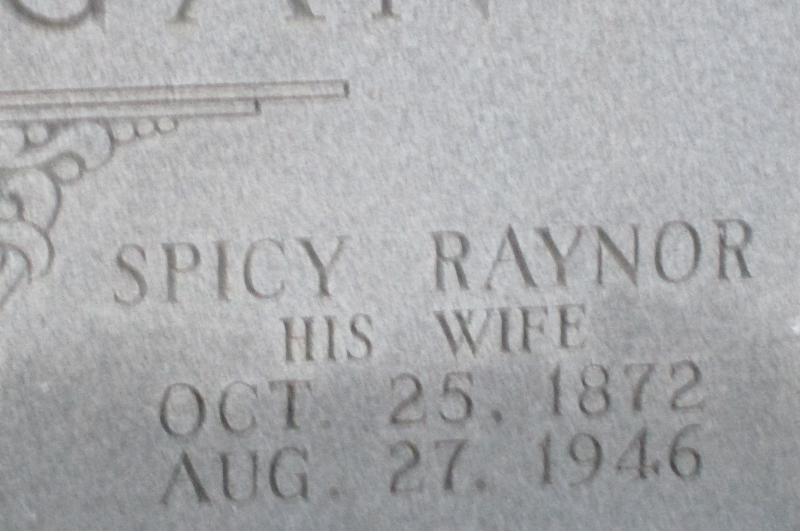 SPICY RAYNOR
HIS WIFE
OCT. 25, 1872
AUG. 27, 1946